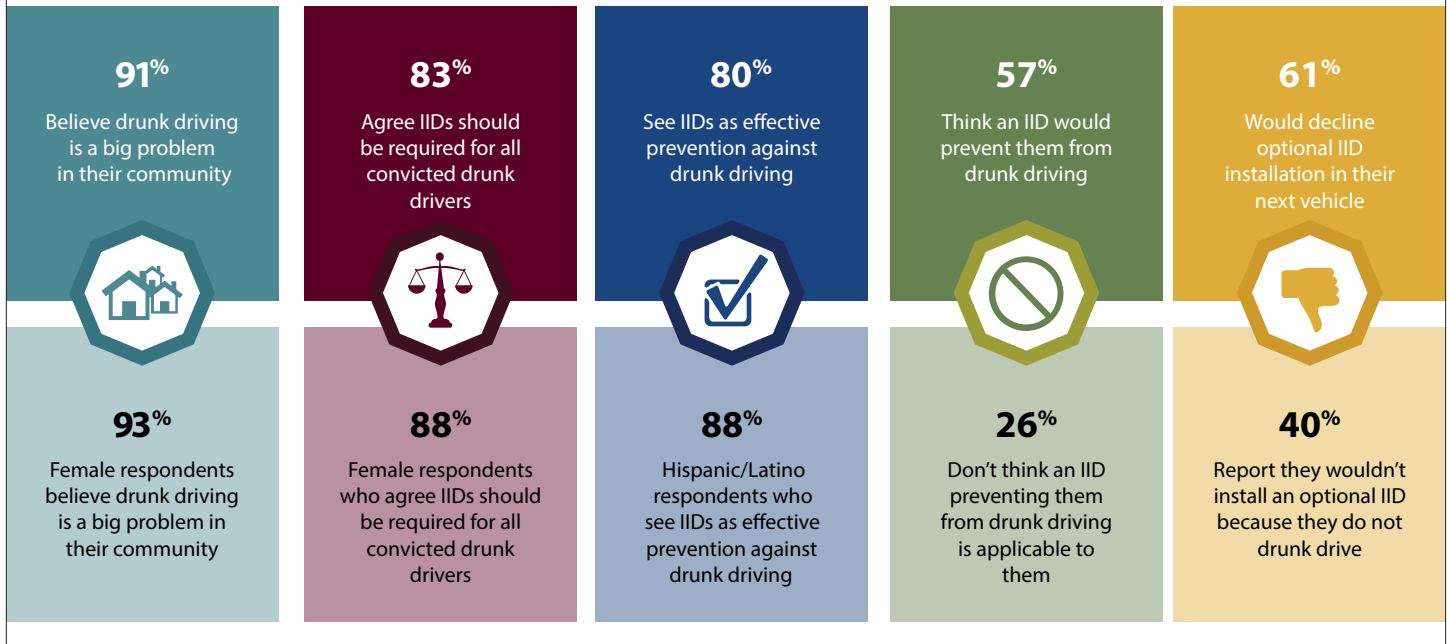 91%
Believe drunk driving
is a big problem
in their community
93%
Female respondents
believe drunk driving
is a big problem in
their community
83%
Agree IIDs should
be required for all
convicted drunk
drivers
88%
Female respondents
who agree IIDs should
be required for all
convicted drunk
drivers
80%
See IIDs as effective
prevention against
drunk driving
88%
Hispanic/Latino
respondents who
see IIDs as effective
prevention against
drunk driving
57%
Think an IID would
prevent them from
drunk driving
26%
Don’t think an IID
preventing them
from drunk driving
is applicable to
them
61%
Would decline
optional IID
installation in their
next vehicle
40%
Report they wouldn’t
install an optional IID
because they do not
drunk drive